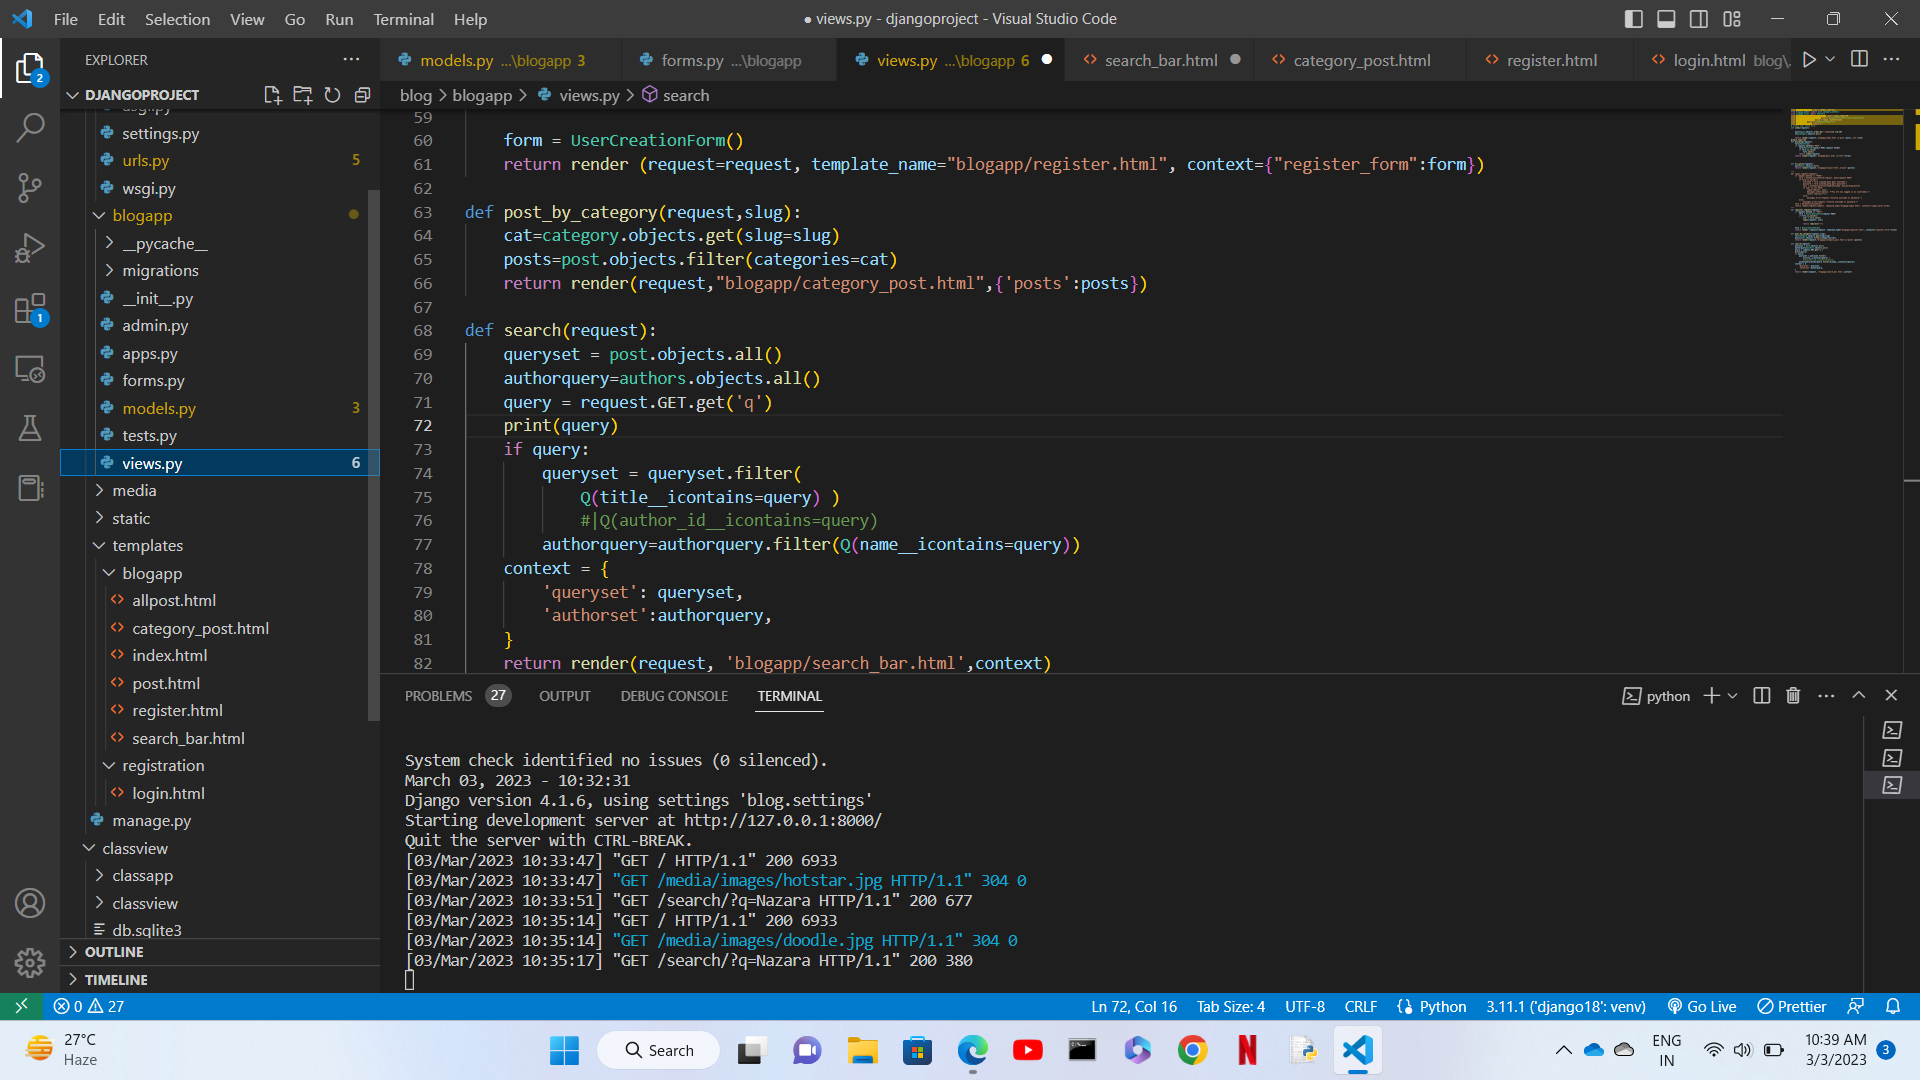 File Edit Selection View Go Run Terminal Help
● views.py - djangoproject - Visual Studio Code
EXPLORER
models.py ...\blogapp 3
forms.py ...\blogapp
views.py ...\blogapp 6
search_bar.html
category_post.html
register.html
login.html blog\.
2
DJANGOPROJECT
blog > blogapp > views.py > search
settings.py
urls.py 5
wsgi.py
blogapp
__pycache__
migrations
__init__.py
admin.py
apps.py
forms.py
models.py 3
tests.py
views.py 6
media
static
templates
blogapp
allpost.html
category_post.html
index.html
post.html
register.html
search_bar.html
registration
login.html
manage.py
classview
classapp
classview
db.sqlite3
OUTLINE
TIMELINE
1
59
60 form = UserCreationForm()
61 return render (request=request, template_name="blogapp/register.html", context={"register_form":form})
62
63 def post_by_category(request,slug):
64 cat=category.objects.get(slug=slug)
65 posts=post.objects.filter(categories=cat)
66 return render(request,"blogapp/category_post.html",{'posts':posts})
67
68 def search(request):
69 queryset = post.objects.all()
70 authorquery=authors.objects.all()
71 query = request.GET.get('q')
72 print(query)
73 if query:
74 queryset = queryset.filter(
75 Q(title__icontains=query) )
76 #|Q(author_id__icontains=query)
77 authorquery=authorquery.filter(Q(name__icontains=query))
78 context = {
79 'queryset': queryset,
80 'authorset':authorquery,
81 }
82 return render(request, 'blogapp/search_bar.html',context)
PROBLEMS 27 OUTPUT DEBUG CONSOLE TERMINAL
python
System check identified no issues (0 silenced).
March 03, 2023 - 10:32:31
Django version 4.1.6, using settings 'blog.settings'
Starting development server at http://127.0.0.1:8000/
Quit the server with CTRL-BREAK.
[03/Mar/2023 10:33:47] "GET / HTTP/1.1" 200 6933
[03/Mar/2023 10:33:47] "GET /media/images/hotstar.jpg HTTP/1.1" 304 0
[03/Mar/2023 10:33:51] "GET /search/?q=Nazara HTTP/1.1" 200 677
[03/Mar/2023 10:35:14] "GET / HTTP/1.1" 200 6933
[03/Mar/2023 10:35:14] "GET /media/images/doodle.jpg HTTP/1.1" 304 0
[03/Mar/2023 10:35:17] "GET /search/?q=Nazara HTTP/1.1" 200 380
0 27
Ln 72, Col 16 Tab Size: 4 UTF-8 CRLF Python 3.11.1 ('django18': venv) Go Live Prettier
27°C
Haze
Search
ENG
IN
10:39 AM
3/3/2023
3